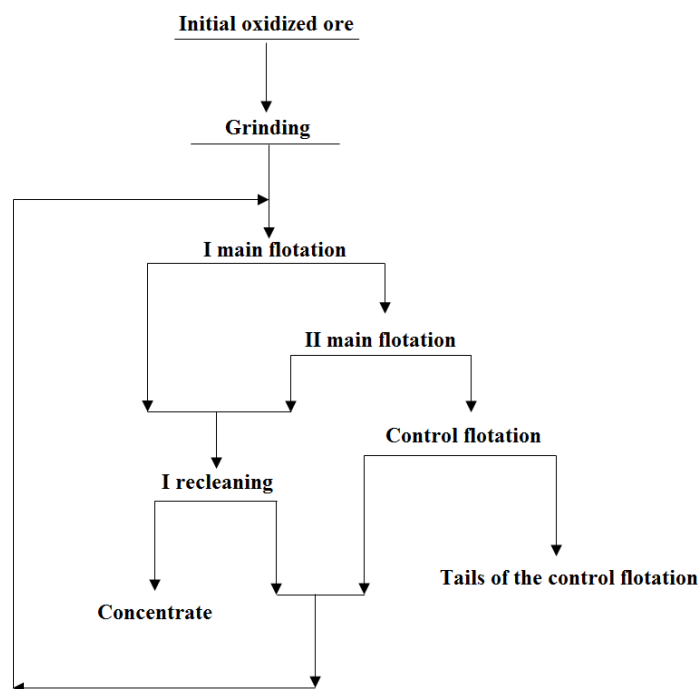 Initial oxidized ore
Grinding
I main flotation
II main flotation
Control flotation
I recleaning
Tails of the control flotation
Concentrate